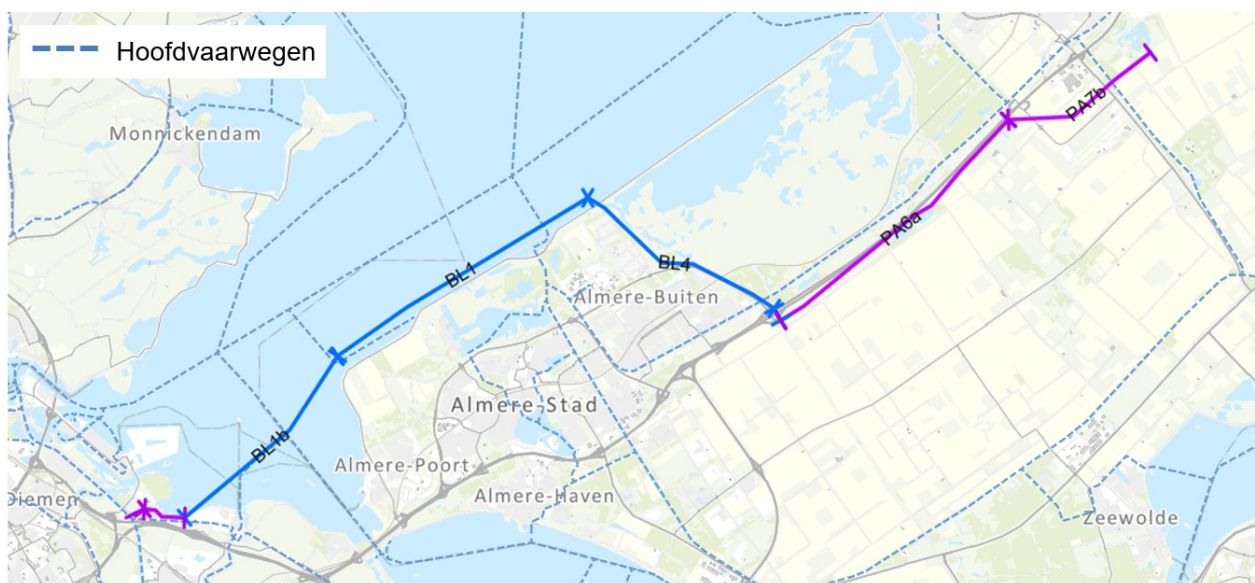 Hoofdvaarwegen
Monnickendam
PA7b
PA6a
BL1
BL4
Almere-Buiten
Almere-Stad
BL1b
Almere-Poort
Diemen
Almere-Haven
Zeewolde